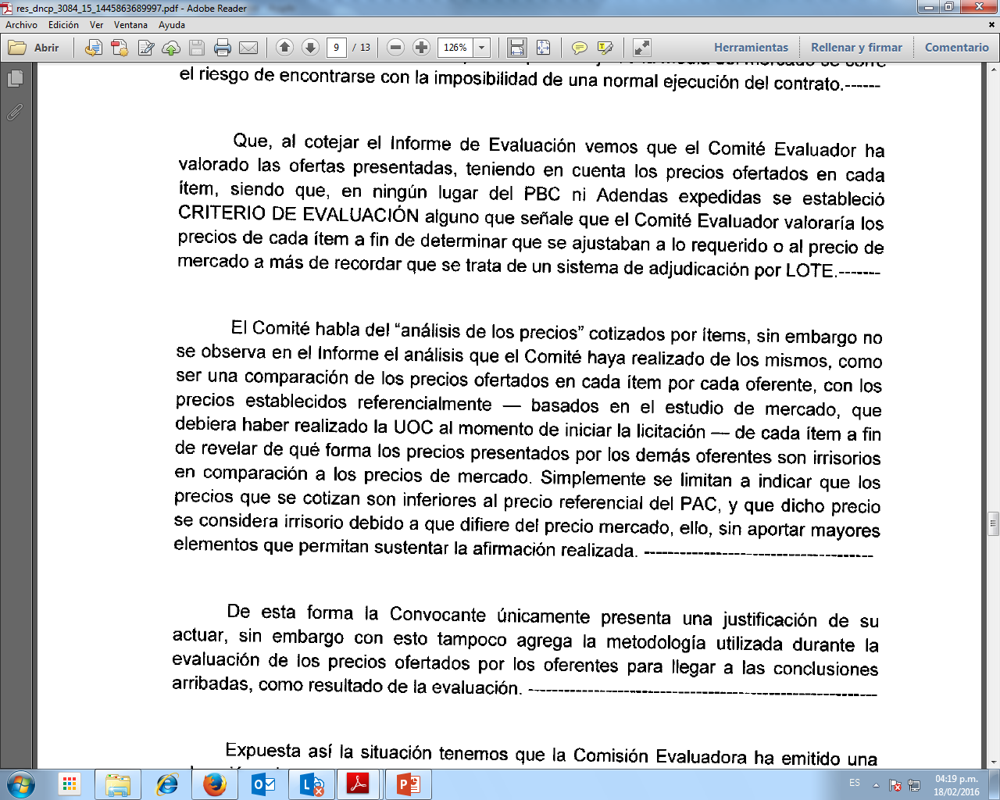 res_dncp_3084_15_1445863689997.pdf - Adobe Reader
Archivo Edición Ver Ventana Ayuda
Abrir 9 / 13 126% Herramientas Rellenar y firmar Comentario
del mercado se corre
el riesgo de encontrarse con la imposibilidad de una normal ejecución del contrato.------
Que, al cotejar el Informe de Evaluación vemos que el Comité Evaluador ha
valorado las ofertas presentadas, teniendo en cuenta los precios ofertados en cada
ítem, siendo que, en ningún lugar del PBC ni Adendas expedidas se estableció
CRITERIO DE EVALUACIÓN alguno que señale que el Comité Evaluador valoraría los
precios de cada ítem a fin de determinar que se ajustaban a lo requerido o al precio de
mercado a más de recordar que se trata de un sistema de adjudicación por LOTE.-------
El Comité habla del “análisis de los precios” cotizados por ítems, sin embargo no
se observa en el Informe el análisis que el Comité haya realizado de los mismos, como
ser una comparación de los precios ofertados en cada ítem por cada oferente, con los
precios establecidos referencialmente — basados en el estudio de mercado, que
debiera haber realizado la UOC al momento de iniciar la licitación — de cada ítem a fin
de revelar de qué forma los precios presentados por los demás oferentes son irrisorios
en comparación a los precios de mercado. Simplemente se limitan a indicar que los
precios que se cotizan son inferiores al precio referencial del PAC, y que dicho precio
se considera irrisorio debido a que difiere del precio mercado, ello, sin aportar mayores
elementos que permitan sustentar la afirmación realizada. ---------------------------------------
De esta forma la Convocante únicamente presenta una justificación de su
actuar, sin embargo con esto tampoco agrega la metodología utilizada durante la
evaluación de los precios ofertados por los oferentes para llegar a las conclusiones
arribadas, como resultado de la evaluación. -----------------------------------------------------------
Expuesta así la situación tenemos que la Comisión Evaluadora ha emitido una
ES 04:19 p.m.
18/02/2016